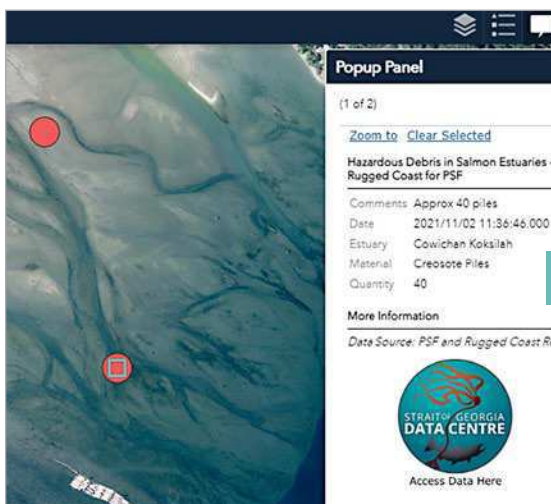 Popup Panel
(1 of 2)
Zoom to Clear Selected
Hazardous Debris in Salmon Estuaries -
Rugged Coast for PSF
Comments Approx 40 piles
Date 2021/11/02 11:36:46.000
Estuary Cowichan Koksilah
Material Creosote Piles
Quantity 40
More Information
Data Source: PSF and Rugged Coast R
STRAIT OF GEORGIA
DATA CENTRE
Access Data Here